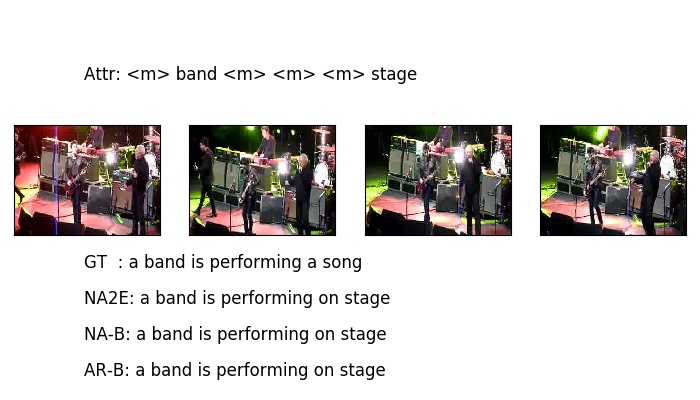 Attr: <m> band <m> <m> <m> stage
GT  : a band is performing a song
NA2E: a band is performing on stage
NA-B: a band is performing on stage
AR-B: a band is performing on stage